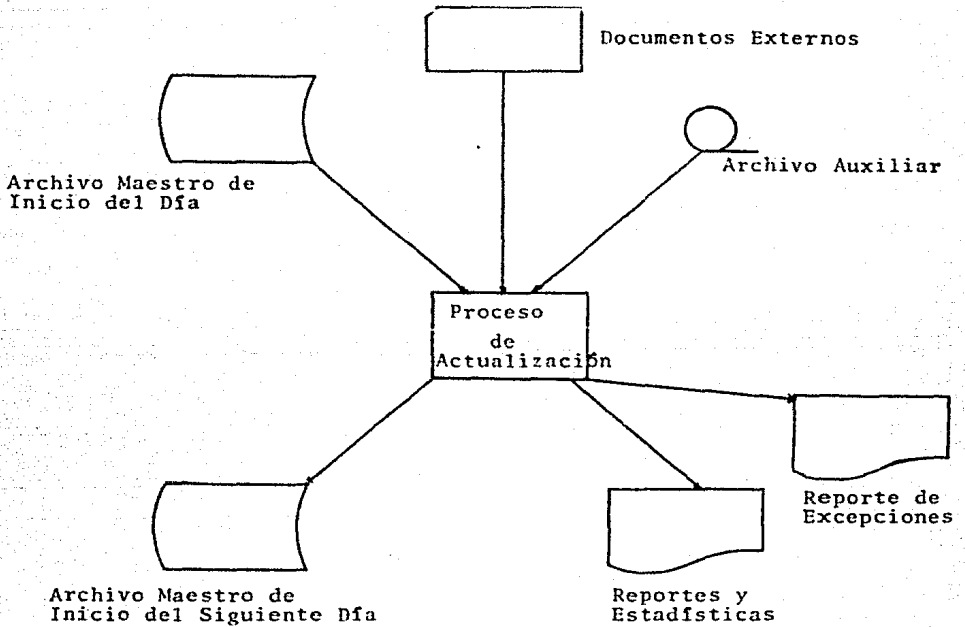 Documentos Externos
Archivo Auxiliar
Archivo Maestro de
Inicio del Día
Proceso
de
Actualización
Reporte de
Excepciones
Archivo Maestro de
Inicio del Siguiente Día
Reportes y
Estadísticas